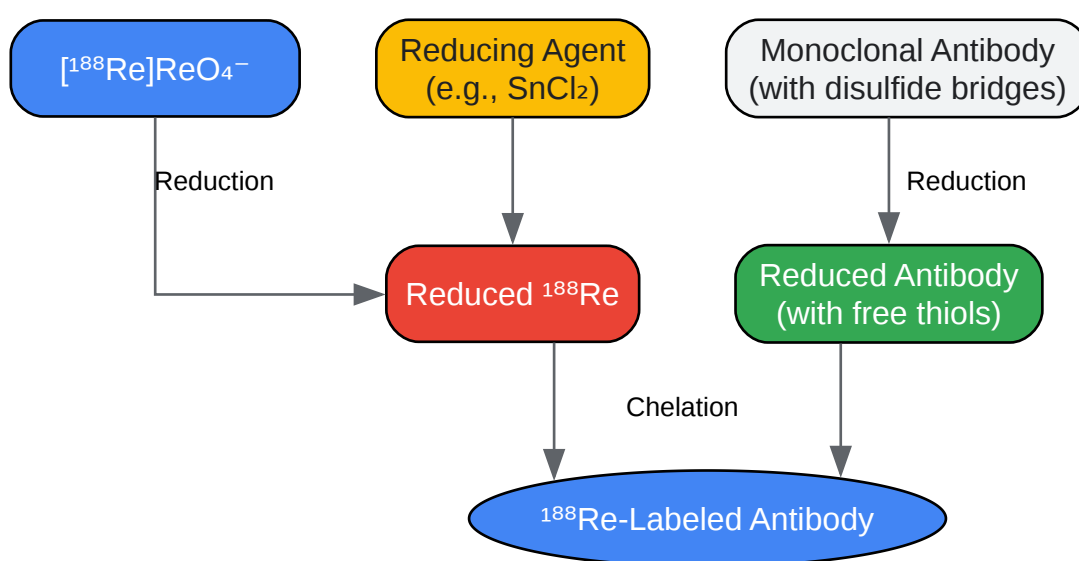 [¹⁸⁸Re]ReO₄⁻
Reducing Agent
(e.g., SnCl₂)
Monoclonal Antibody
(with disulfide bridges)
Reduction
Reduction
Reduced ¹⁸⁸Re
Reduced Antibody
(with free thiols)
Chelation
¹⁸⁸Re-Labeled Antibody